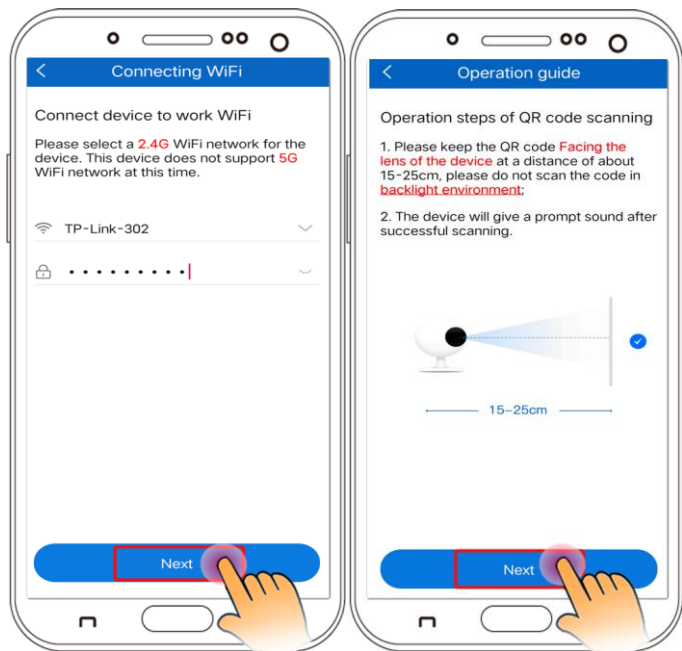 Connecting WiFi
Connect device to work WiFi
Please select a 2.4G WiFi network for the
device. This device does not support 5G
WiFi network at this time.
TP-Link-302
Next
Operation guide
Operation steps of QR code scanning
1. Please keep the QR code Facing the
lens of the device at a distance of about
15-25cm, please do not scan the code in
backlight environment;
2. The device will give a prompt sound after
successful scanning.
15-25cm
Next